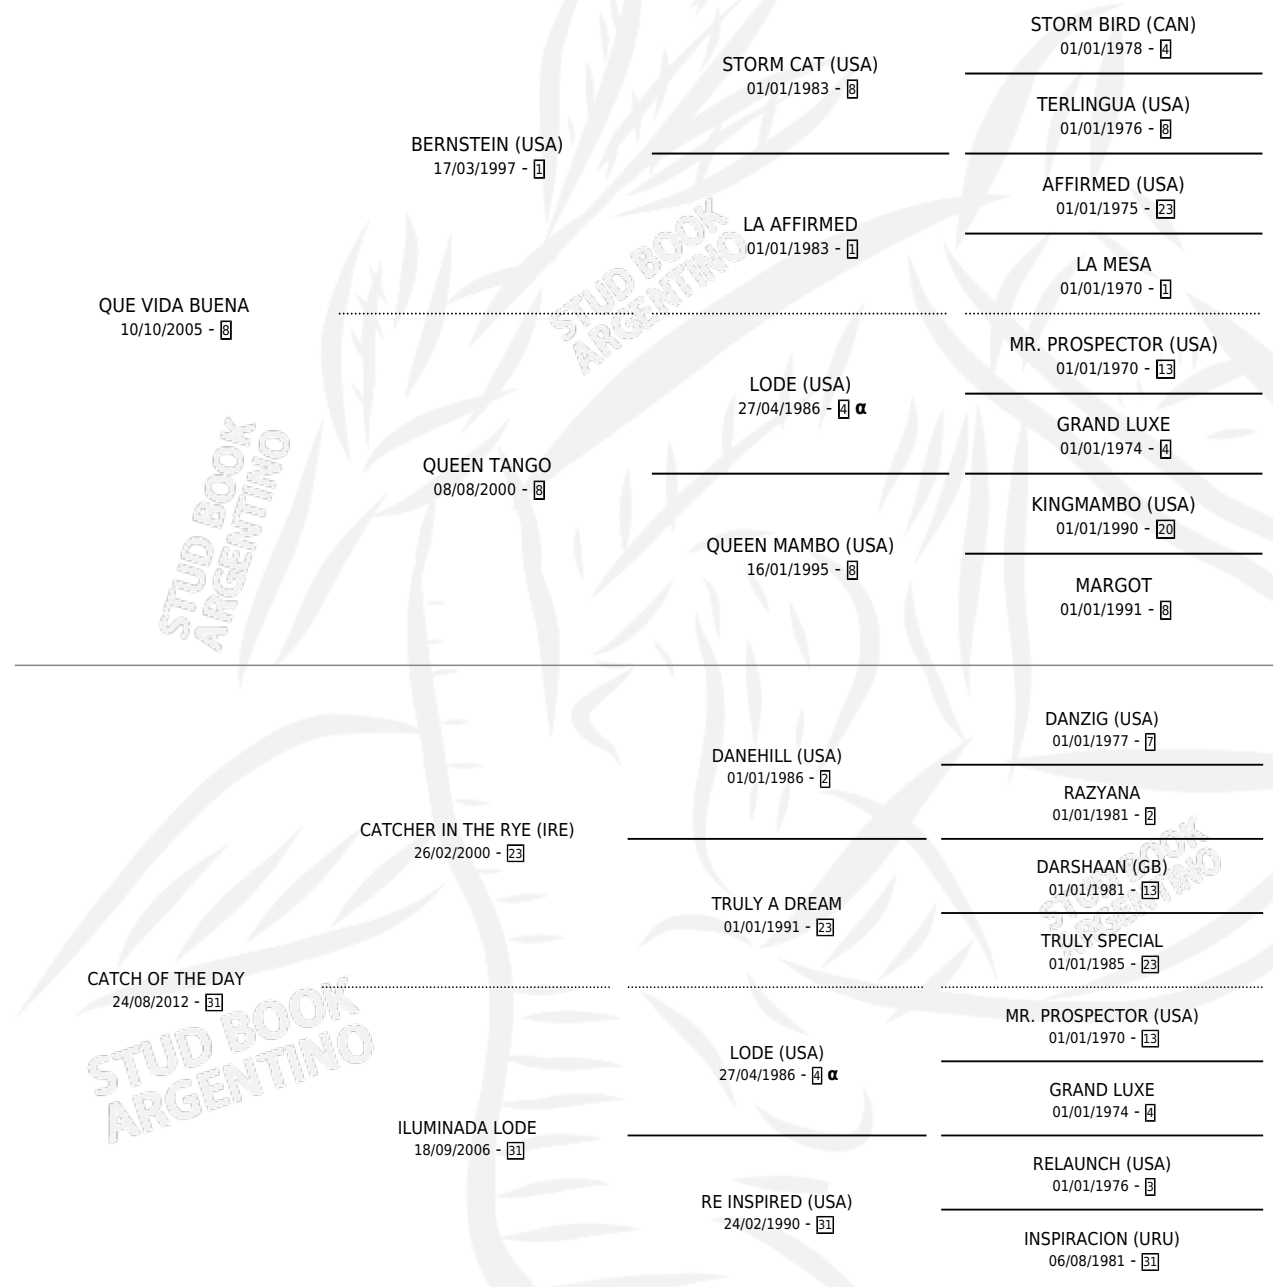 STORM BIRD (CAN)
01/01/1978 - 4
STORM CAT (USA)
01/01/1983 - 8
TERLINGUA (USA)
01/01/1976 - 8
BERNSTEIN (USA)
17/03/1997 - 1
AFFIRMED (USA)
01/01/1975 - 23
LA AFFIRMED
01/01/1983 - 1
LA MESA
01/01/1970 - 1
QUE VIDA BUENA
10/10/2005 - 8
MR. PROSPECTOR (USA)
01/01/1970 - 13
LODE (USA)
27/04/1986 - 4 α
GRAND LUXE
01/01/1974 - 4
QUEEN TANGO
08/08/2000 - 8
KINGMAMBO (USA)
01/01/1990 - 20
QUEEN MAMBO (USA)
16/01/1995 - 8
MARGOT
01/01/1991 - 8
STUD BOOK
ARGENTINO
STUD BOOK
ARGENTINO
DANZIG (USA)
01/01/1977 - 7
DANEHILL (USA)
01/01/1986 - 2
RAZYANA
01/01/1981 - 2
CATCHER IN THE RYE (IRE)
26/02/2000 - 23
DARSHAAN (GB)
01/01/1981 - 13
TRULY A DREAM
01/01/1991 - 23
TRULY SPECIAL
01/01/1985 - 23
CATCH OF THE DAY
24/08/2012 - 31
MR. PROSPECTOR (USA)
01/01/1970 - 13
LODE (USA)
27/04/1986 - 4 α
GRAND LUXE
01/01/1974 - 4
ILUMINADA LODE
18/09/2006 - 31
RELAUNCH (USA)
01/01/1976 - 3
RE INSPIRED (USA)
24/02/1990 - 31
INSPIRACION (URU)
06/08/1981 - 31
STUD BOOK
ARGENTINO
STUD BOOK
ARGENTINO